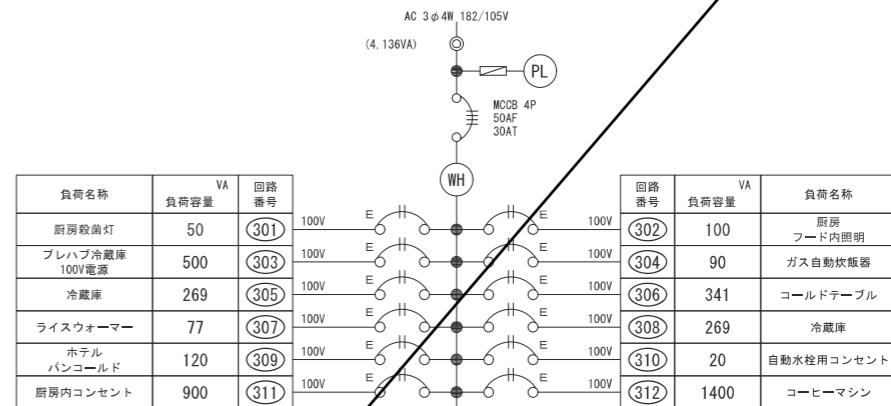 AC 3φ4W 182/105V
(4,136VA)
PL
MCCB 4P
50AF
30AT
WH
負荷名称 VA 負荷容量 回路番号
厨房殺菌灯 50 301 100V E
プレハブ冷蔵庫
100V電源 500 303 100V E
冷蔵庫 269 305 100V E
ライスウォーマー 77 307 100V E
ホテル
パンコールド 120 309 100V E
厨房内コンセント 900 311 100V E
回路番号 VA 負荷容量 負荷名称
E 100V 302 100 厨房
フード内照明
E 100V 304 90 ガス自動炊飯器
E 100V 306 341 コールドテーブル
E 100V 308 269 冷蔵庫
E 100V 310 20 自動水栓用コンセント
E 100V 312 1400 コーヒーマシン